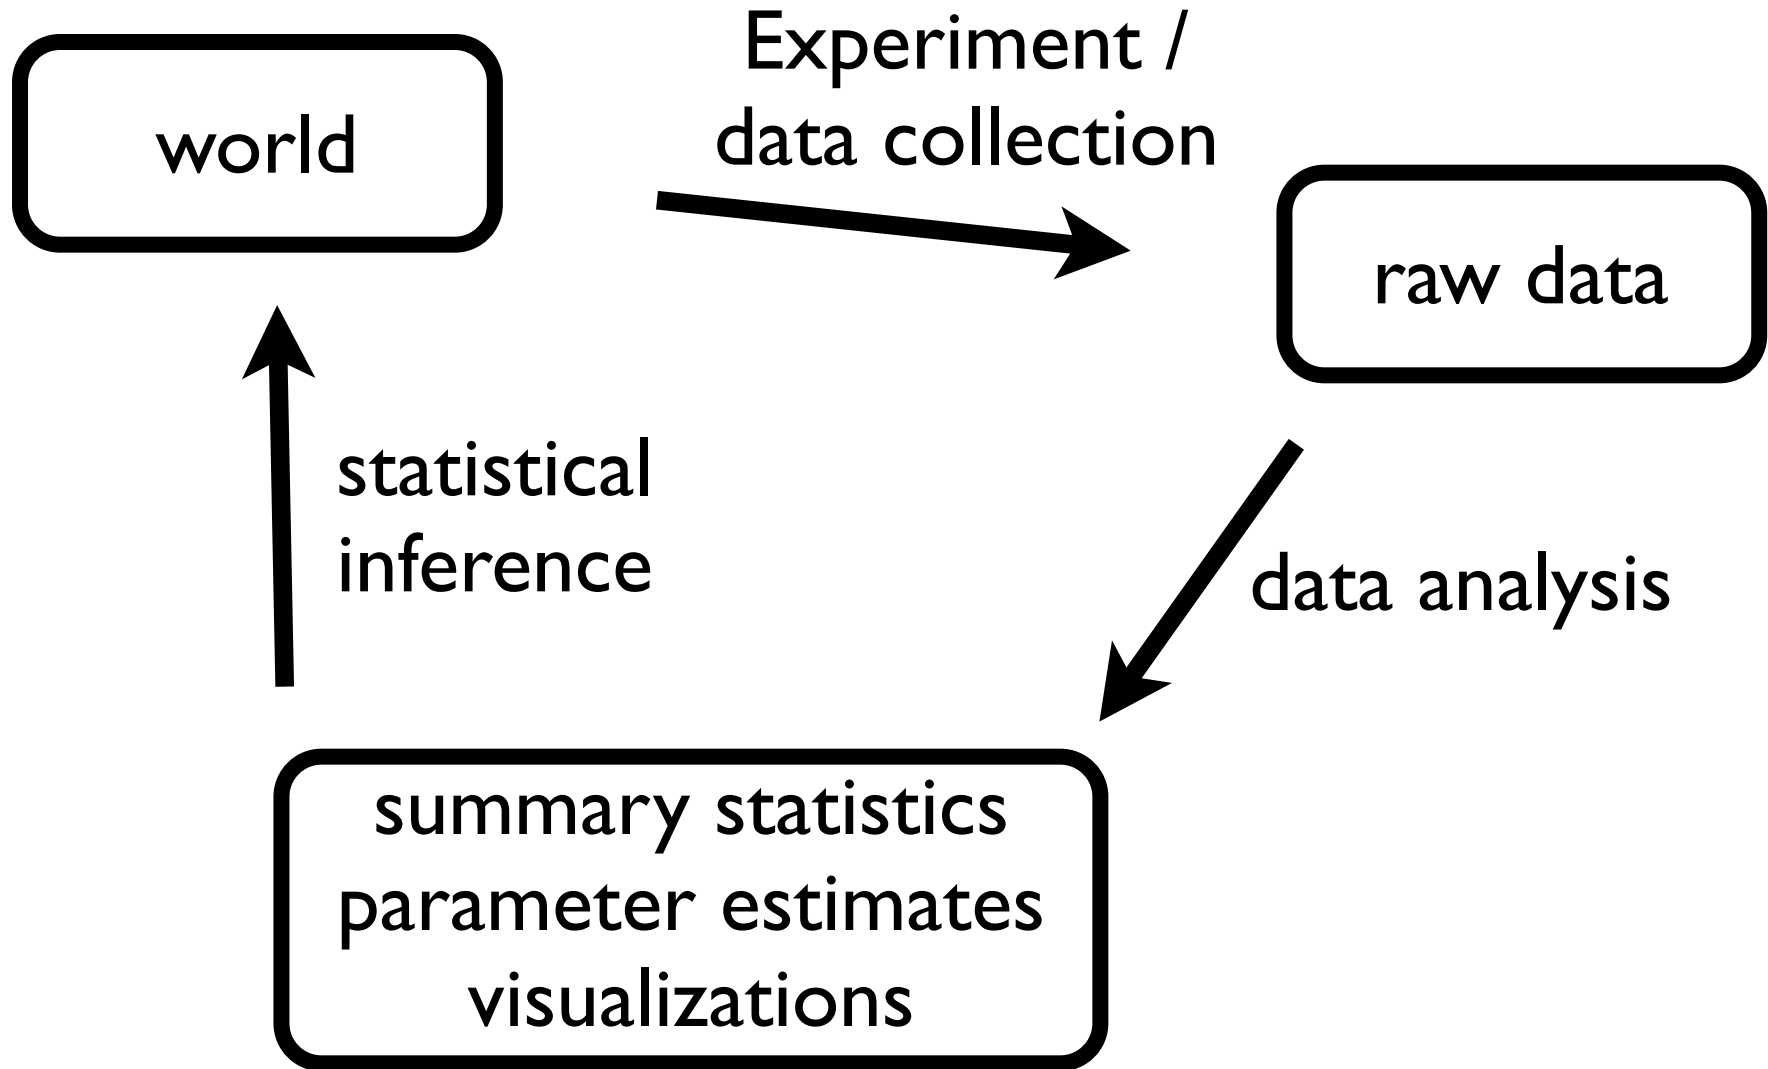 Experiment /
data collection
world
raw data
statistical
inference
data analysis
summary statistics
parameter estimates
visualizations